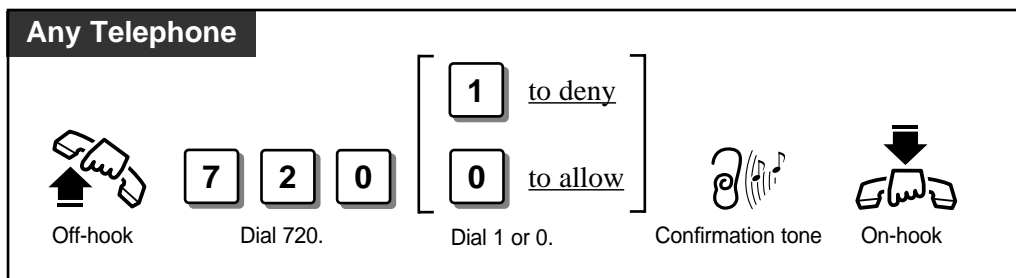 Any Telephone
1 to deny
7 2 0 0 to allow
Off-hook Dial 720. Dial 1 or 0. Confirmation tone On-hook